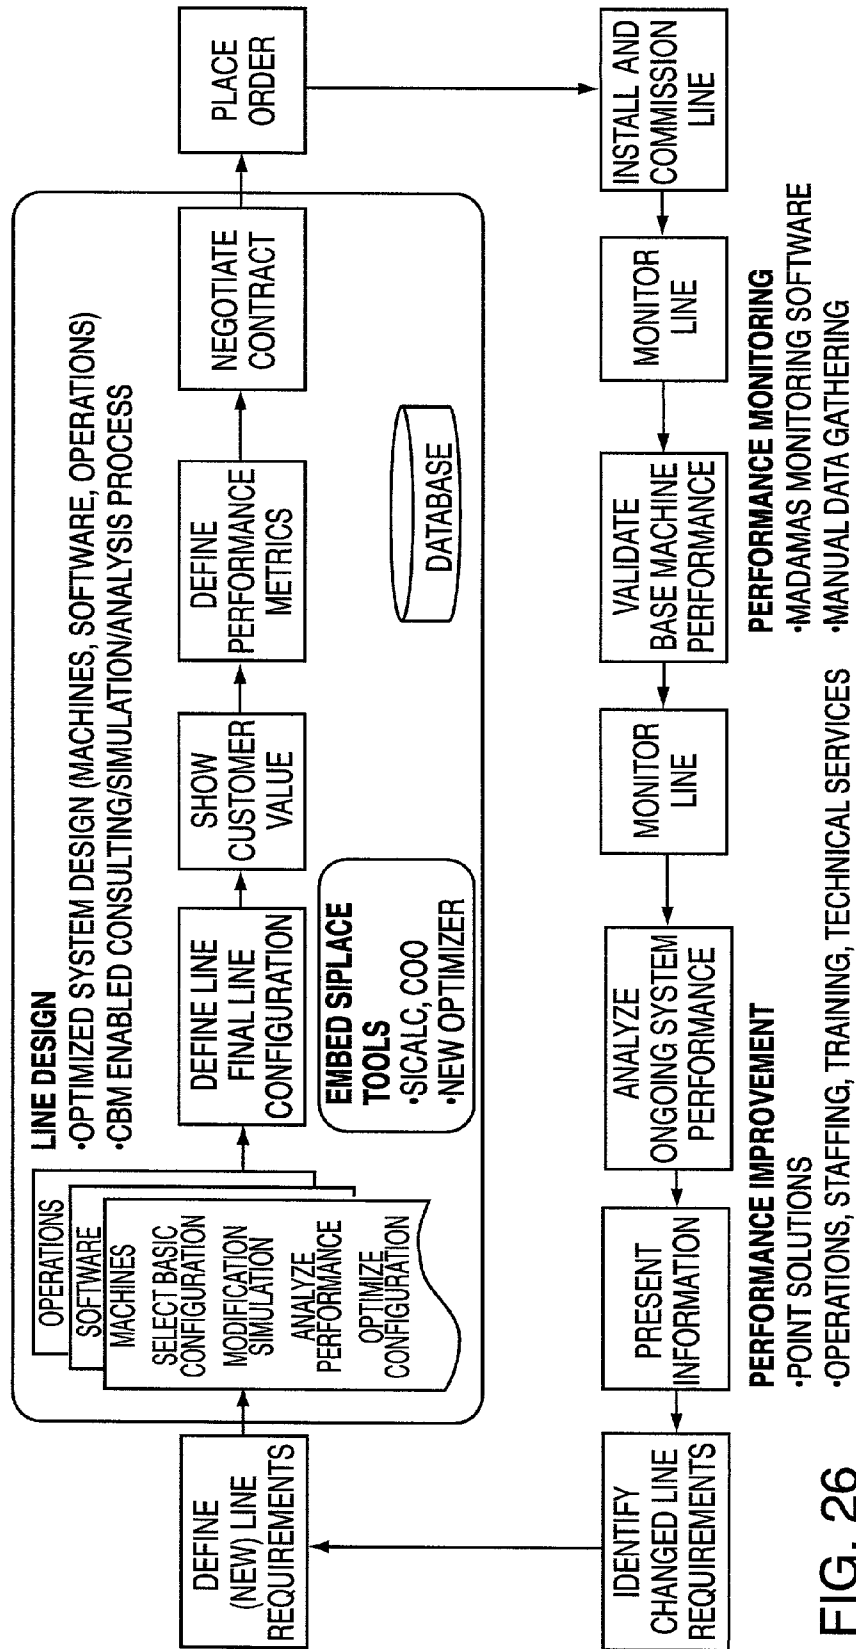 LINE DESIGN
•OPTIMIZED SYSTEM DESIGN (MACHINES, SOFTWARE, OPERATIONS)
•CBM ENABLED CONSULTING/SIMULATION/ANALYSIS PROCESS
DEFINE
(NEW) LINE
REQUIREMENTS
OPERATIONS
SOFTWARE
MACHINES
SELECT BASIC
CONFIGURATION
MODIFICATION
SIMULATION
ANALYZE
PERFORMANCE
OPTIMIZE
CONFIGURATION
DEFINE LINE
FINAL LINE
CONFIGURATION
SHOW
CUSTOMER
VALUE
DEFINE
PERFORMANCE
METRICS
NEGOTIATE
CONTRACT
PLACE
ORDER
EMBED SIPLACE
TOOLS
•SICALC, COO
•NEW OPTIMIZER
DATABASE
IDENTIFY
CHANGED LINE
REQUIREMENTS
PRESENT
INFORMATION
ANALYZE
ONGOING SYSTEM
PERFORMANCE
MONITOR
LINE
VALIDATE
BASE MACHINE
PERFORMANCE
MONITOR
LINE
INSTALL AND
COMMISSION
LINE
PERFORMANCE IMPROVEMENT
•POINT SOLUTIONS
•OPERATIONS, STAFFING, TRAINING, TECHNICAL SERVICES
PERFORMANCE MONITORING
•MADAMAS MONITORING SOFTWARE
•MANUAL DATA GATHERING
FIG. 26